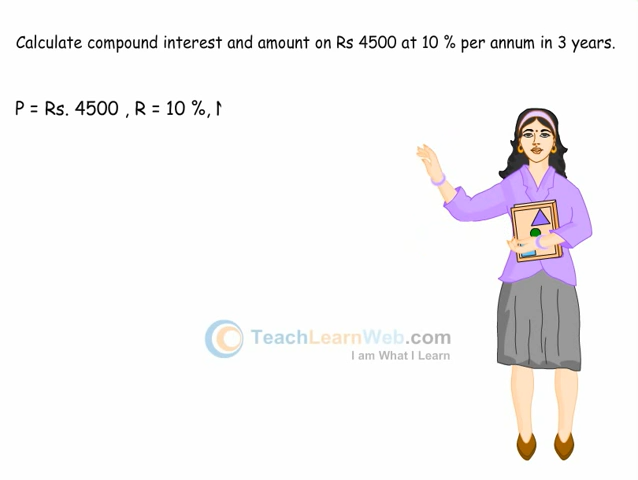 Calculate compound interest and amount on Rs 4500 at 10 % per annum in 3 years.
P = Rs. 4500 , R = 10 %,
TeachLearnWeb.com
I am What I Learn